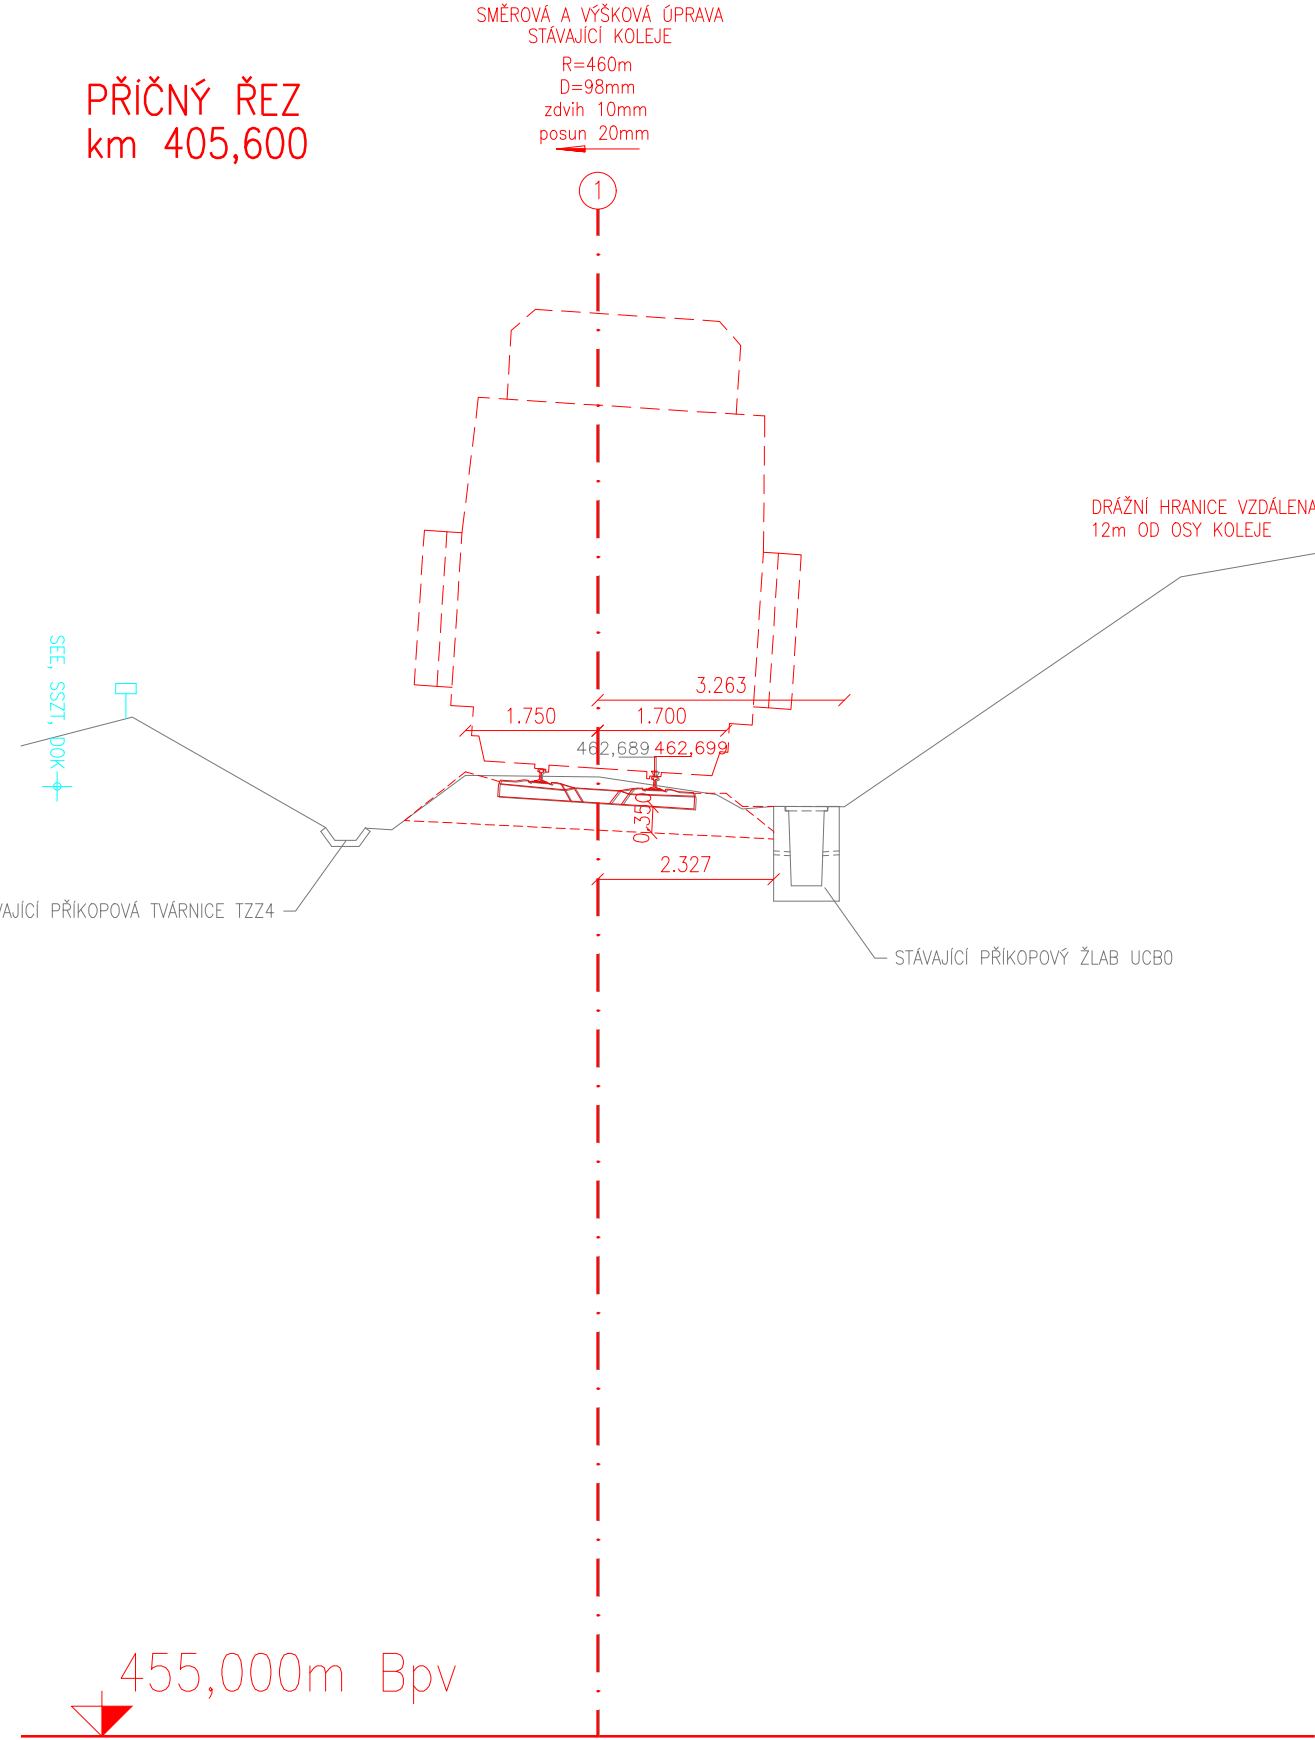 SMĚROVÁ A VÝŠKOVÁ ÚPRAVA
STÁVAJÍCÍ KOLEJE
R=460m
D=98mm
zdvih 10mm
posun 20mm
PŘÍČNÝ ŘEZ
km 405,600
1
DRÁŽNÍ HRANICE VZDÁLENA
12m OD OSY KOLEJE
SEE, SSZT, DOK
3.263
1.750
1.700
462,689
462,699
0.350
2.327
VAJÍCÍ PŘÍKOPOVÁ TVÁRNICE TZZ4
STÁVAJÍCÍ PŘÍKOPOVÝ ŽLAB UCB0
455,000m Bpv